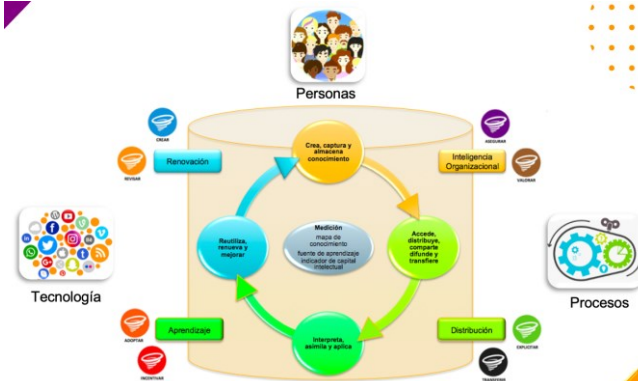 Personas
CREAR
ASEGURAR
REVISAR
Renovación
Crea, captura y
almacena
conocimiento
Inteligencia
Organizacional
VALORAR
Reutiliza,
renueva y
mejorar
Medición
mapa de
conocimiento
fuente de aprendizaje
indicador de capital
intelectual
Accede,
distribuye,
comparte
difunde y
transfiere
Tecnología
Procesos
ADOPTAR
Aprendizaje
INCENTIVAR
Interpreta,
asimila y aplica
Distribución
EXPLICITAR
TRANSFERIR